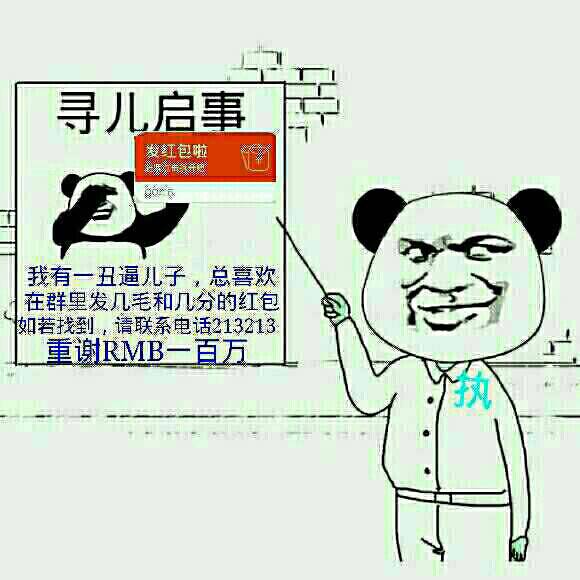 寻儿启事
发红包啦
我有一丑逼儿子，总喜欢
在群里发几毛和几分的红包
如若找到，请联系电话213213
重谢RMB一百万
执